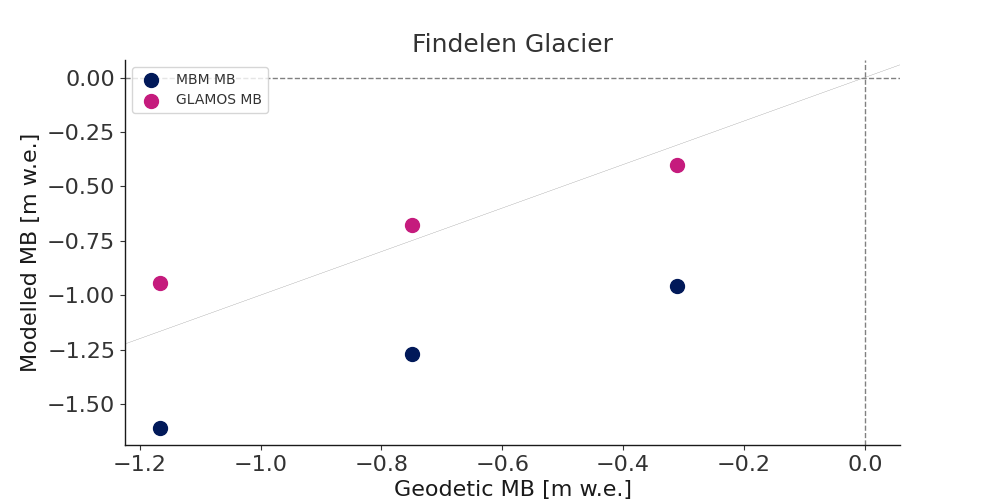 Findelen Glacier
MBM MB
GLAMOS MB
Modelled MB [m w.e.]
0.00
−0.25
−0.50
−0.75
−1.00
−1.25
−1.50
−1.2 −1.0 −0.8 −0.6 −0.4 −0.2 0.0
Geodetic MB [m w.e.]